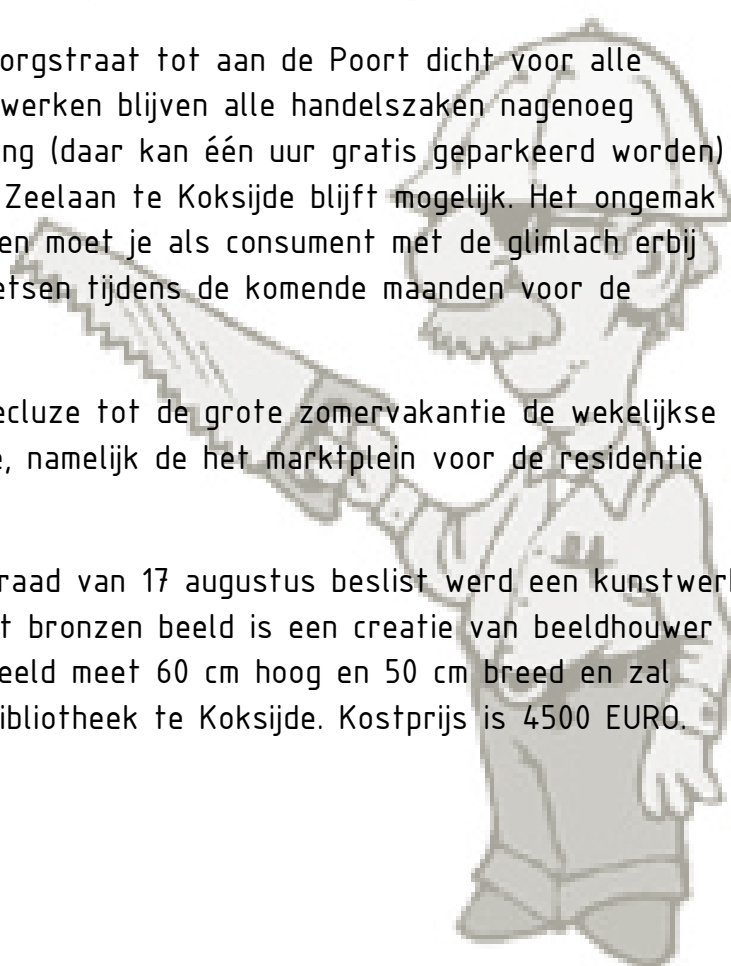 orgstraat tot aan de Poort dicht voor alle
werken blijven alle handelszaken nagenoeg
ng (daar kan één uur gratis geparkeerd worden)
Zeelaan te Koksijde blijft mogelijk. Het ongemak
en moet je als consument met de glimlach erbij
etsen tijdens de komende maanden voor de
ecluze tot de grote zomervakantie de wekelijkse
e, namelijk de het marktplein voor de residentie
raad van 17 augustus beslist werd een kunstwerk
t bronzen beeld is een creatie van beeldhouwer
eeld meet 60 cm hoog en 50 cm breed en zal
ibliotheek te Koksijde. Kostprijs is 4500 EURO.